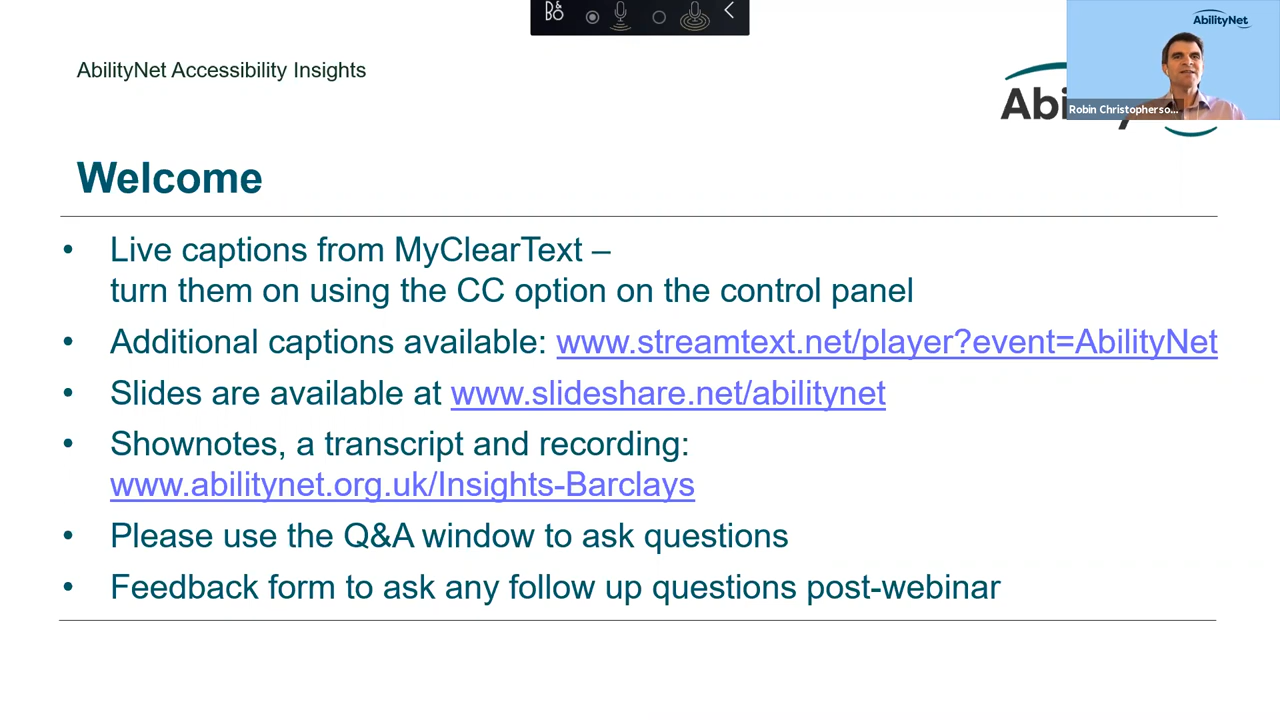 AbilityNet Accessibility Insights
AbilityNet
Robin Christopherso...
Welcome
• Live captions from MyClearText –
turn them on using the CC option on the control panel
• Additional captions available: www.streamtext.net/player?event=AbilityNet
• Slides are available at www.slideshare.net/abilitynet
• Shownotes, a transcript and recording:
www.abilitynet.org.uk/Insights-Barclays
• Please use the Q&A window to ask questions
• Feedback form to ask any follow up questions post-webinar